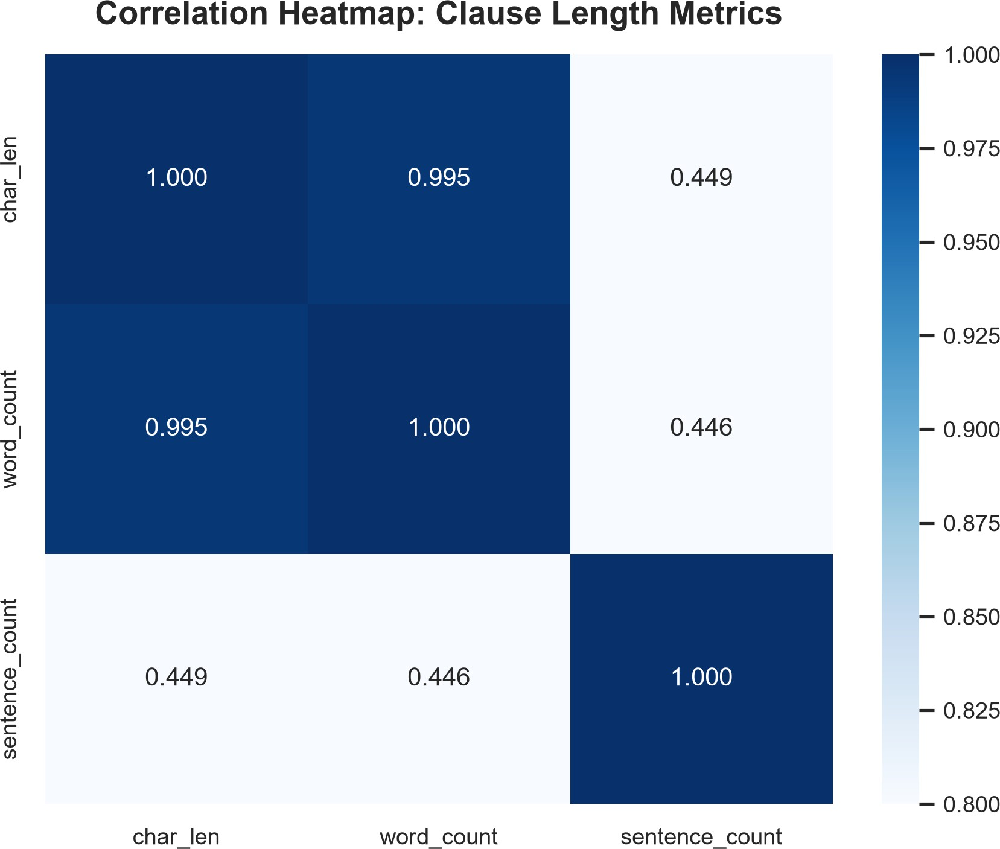 Correlation Heatmap: Clause Length Metrics
char_len
1.000 0.995 0.449
word_count
0.995 1.000 0.446
sentence_count
0.449 0.446 1.000
char_len word_count sentence_count
1.000
0.975
0.950
0.925
0.900
0.875
0.850
0.825
0.800